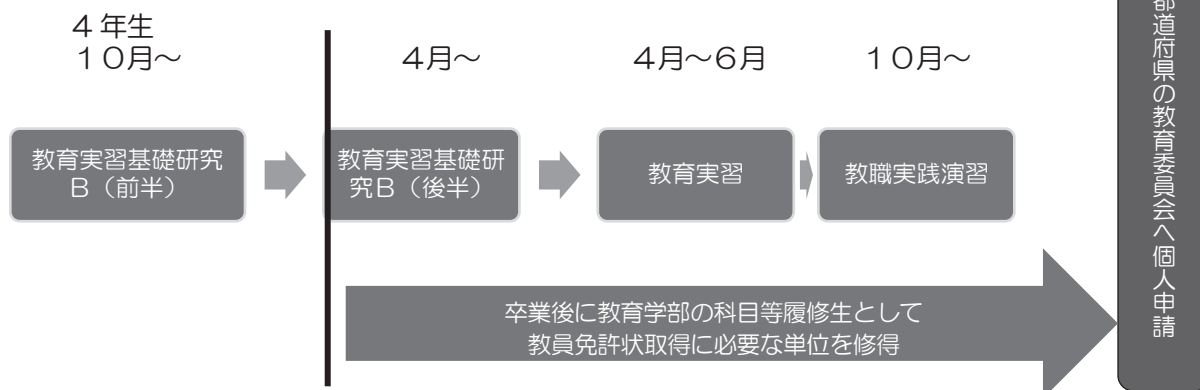 ４年生
１０月～
４月～
４月～６月
１０月～
教育実習基礎研究
Ｂ（前半）
教育実習基礎研
究Ｂ（後半）
教育実習
教職実践演習
卒業後に教育学部の科目等履修生として
教員免許状取得に必要な単位を修得
都道府県の教育委員会へ個人申請